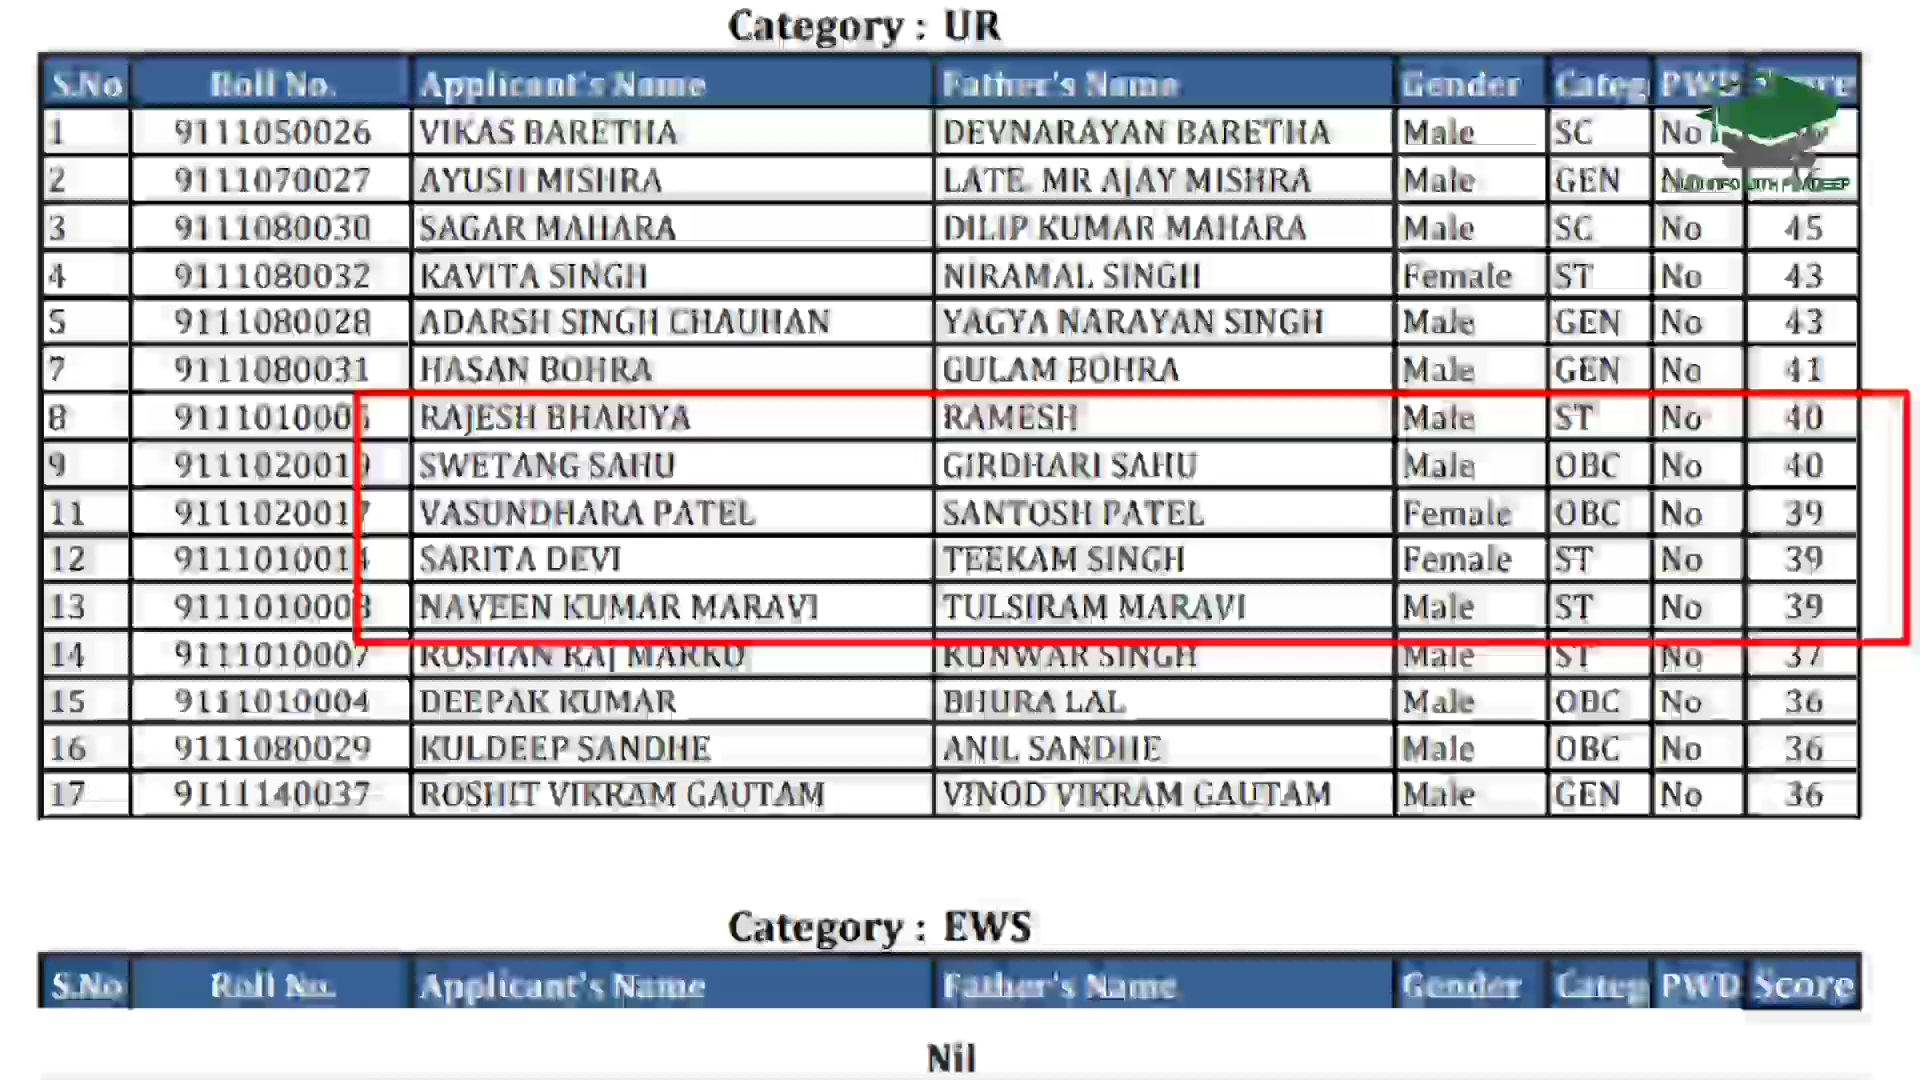 Category : UR
S.No Roll No. Applicant's Name Father's Name Gender Categ PWD
1 9111050026 VIKAS BARETHA DEVNARAYAN BARETHA Male SC No
2 9111070027 AYUSH MISHRA LATE. MR AJAY MISHRA Male GEN
3 9111080030 SAGAR MAHARA DILIP KUMAR MAHARA Male SC No 45
4 9111080032 KAVITA SINGH NIRAMAL SINGH Female ST No 43
5 9111080028 ADARSH SINGH CHAUHAN YAGYA NARAYAN SINGH Male GEN No 43
7 9111080031 HASAN BOHRA GULAM BOHRA Male GEN No 41
8 RAJESH BHARIYA RAMESH Male ST No 40
9 9111020019 SWETANG SAHU GIRDHARI SAHU Male OBC No 40
11 9111020017 VASUNDHARA PATEL SANTOSH PATEL Female OBC No 39
12 9111010014 SARITA DEVI TEEKAM SINGH Female ST No 39
13 9111010008 NAVEEN KUMAR MARAVI TULSIRAM MARAVI Male ST No 39
14 9111010007 ROSHAN RAJ MARKO KUNWAR SINGH Male ST No 37
15 9111010004 DEEPAK KUMAR BHURA LAL Male OBC No 36
16 9111080029 KULDEEP SANDHE ANIL SANDHE Male OBC No 36
17 9111140037 ROSHIT VIKRAM GAUTAM VINOD VIKRAM GAUTAM Male GEN No 36
Category : EWS
S.No Roll No. Applicant's Name Father's Name Gender Categ PWD Score
Nil